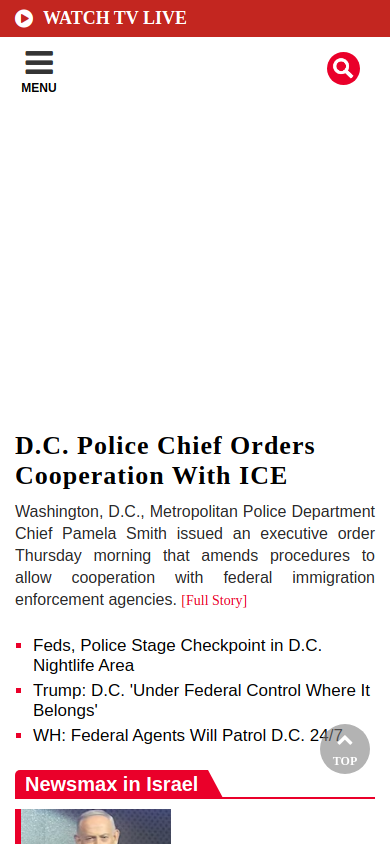 WATCH TV LIVE
MENU
D.C. Police Chief Orders
Cooperation With ICE
Washington, D.C., Metropolitan Police Department
Chief Pamela Smith issued an executive order
Thursday morning that amends procedures to
allow cooperation with federal immigration
enforcement agencies. [Full Story]
Feds, Police Stage Checkpoint in D.C.
Nightlife Area
Trump: D.C. 'Under Federal Control Where It
Belongs'
WH: Federal Agents Will Patrol D.C. 24/7
TOP
Newsmax in Israel